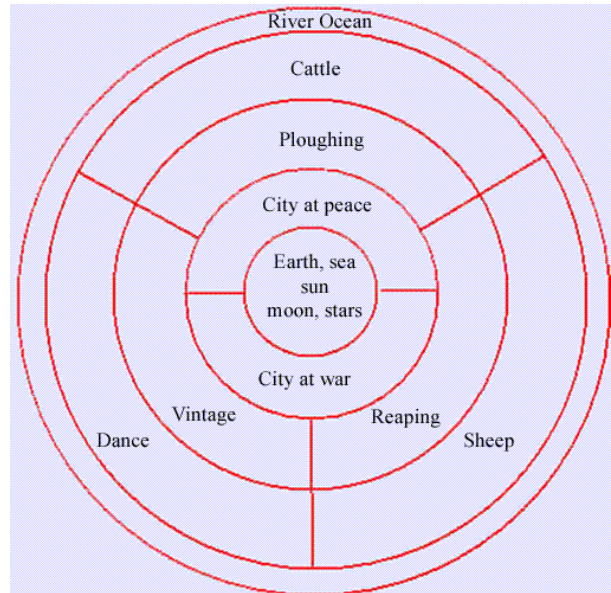 River Ocean
Cattle
Ploughing
City at peace
Earth, sea
sun
moon, stars
City at war
Vintage
Reaping
Dance
Sheep